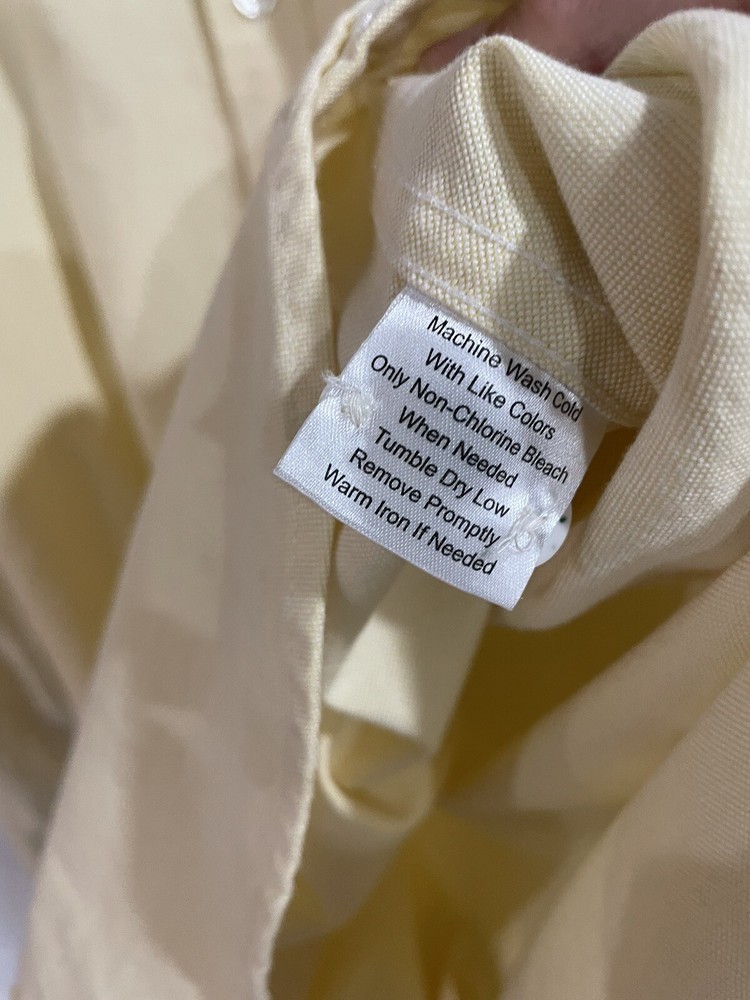 Machine Wash Cold
With Like Colors
Only Non-Chlorine Bleach
When Needed
Tumble Dry Low
Remove Promptly
Warm Iron If Needed